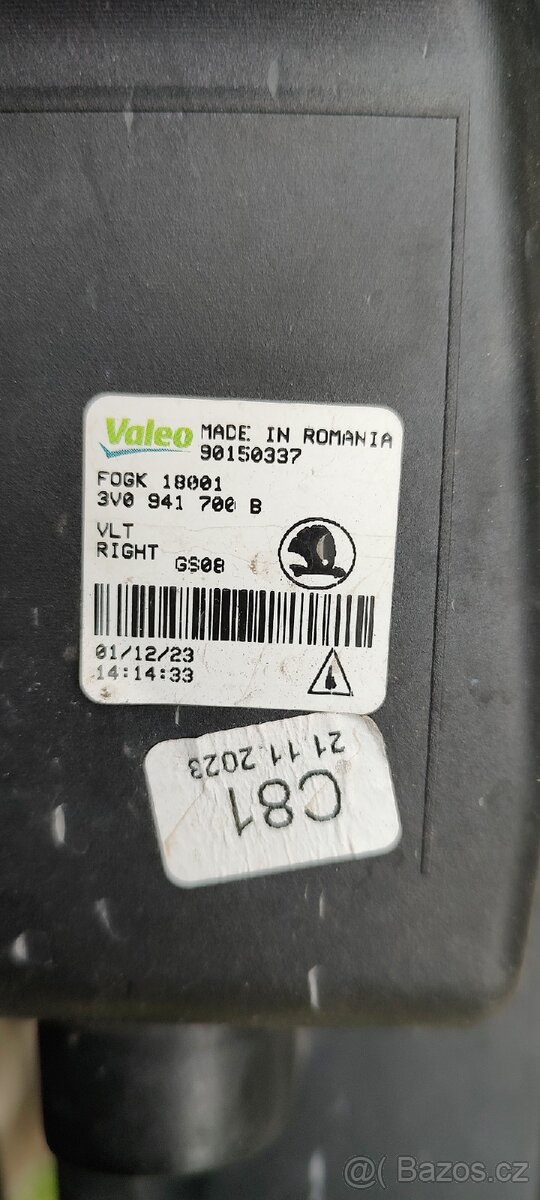 Valeo MADE IN ROMANIA
90150337
FOGK 18001
3V0 941 700 B
VLT
RIGHT GS08
01/12/23
14:14:33
C81
21.11.2023
@ Bazos.cz